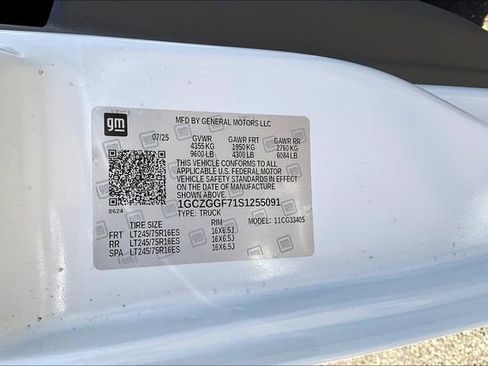 gm
MFD BY GENERAL MOTORS LLC
07/25 GVWR GAWR FRT GAWR RR
4355 KG 1950 KG 2760 KG
9600 LB 4300 LB 6084 LB
THIS VEHICLE CONFORMS TO ALL
APPLICABLE U.S. FEDERAL MOTOR
VEHICLE SAFETY STANDARDS IN
EFFECT ON THE DATE OF MANUFACTURE
SHOWN ABOVE.
1GCZGGF71S1255091
8624 TYPE: TRUCK MODEL: 11CG33405
TIRE SIZE RIM
FRT LT245/75R16ES 16X6.5J
RR LT245/75R16ES 16X6.5J
SPA LT245/75R16ES 16X6.5J